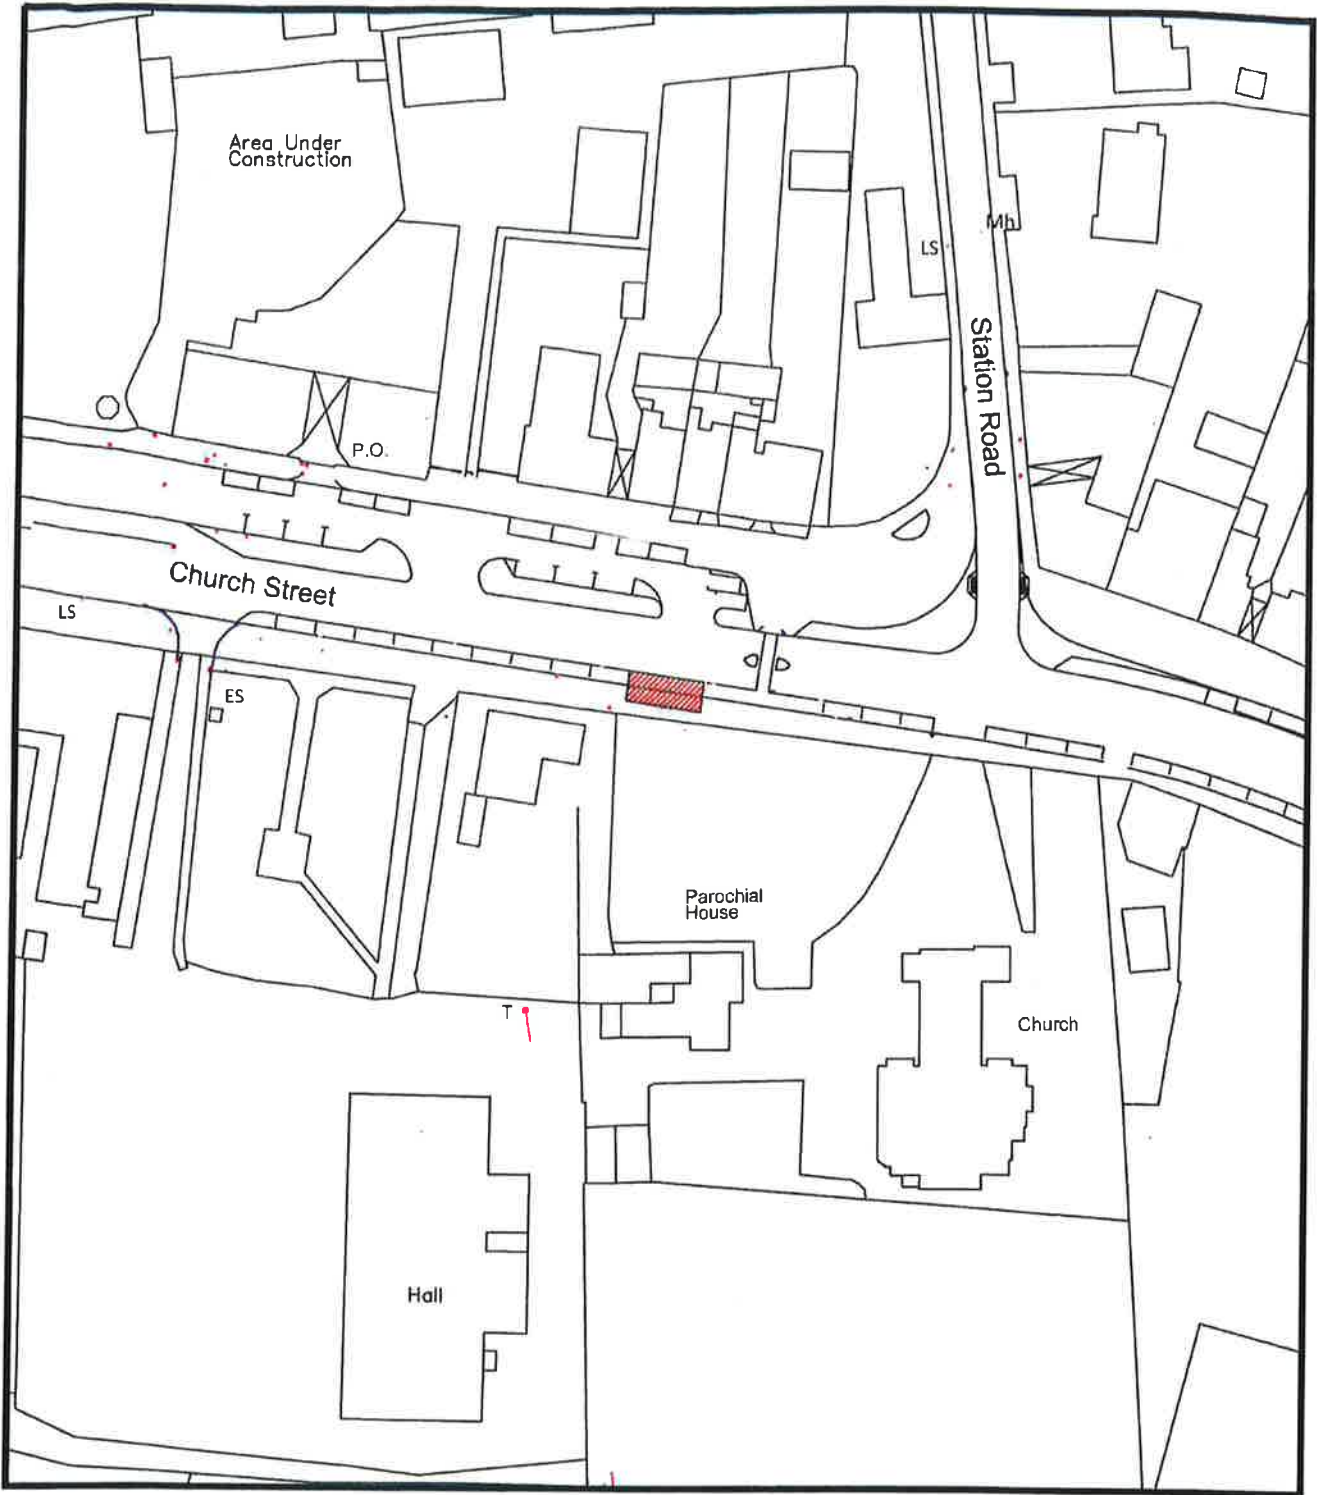 Area Under
Construction
Mh
LS
Station Road
P.O.
Church Street
LS
ES
Parochial
House
T
Church
Hall